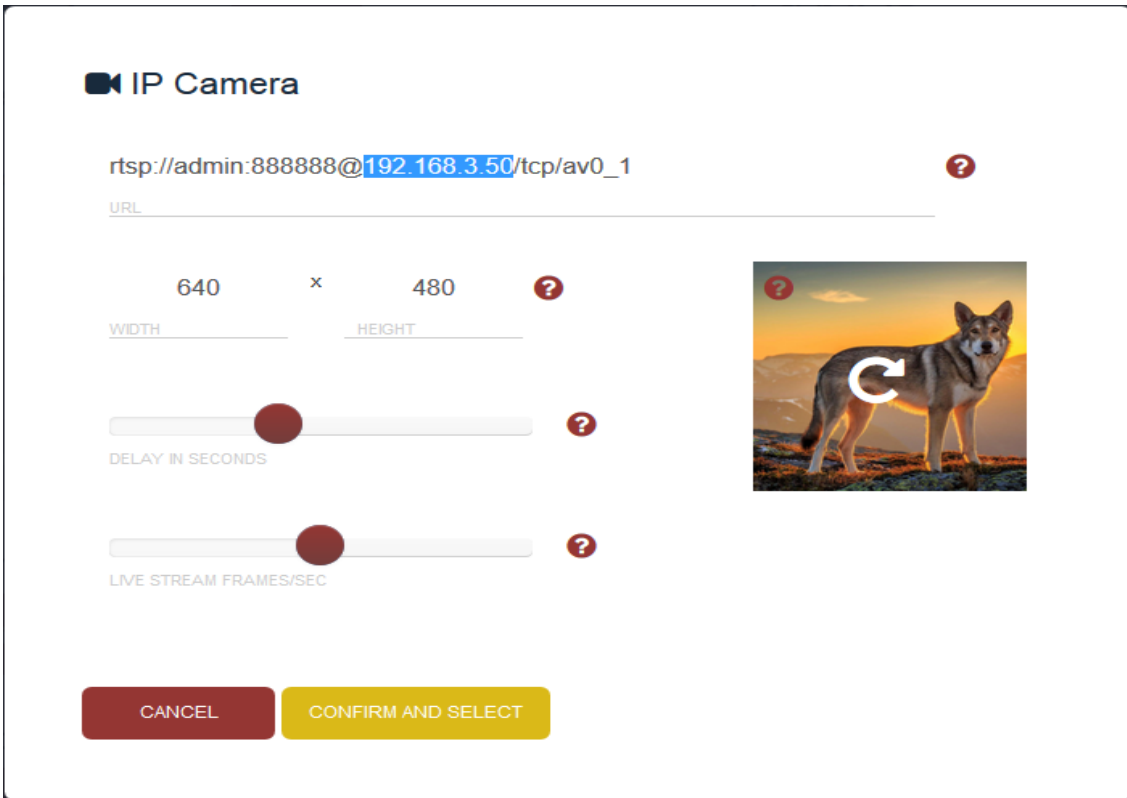 IP Camera
rtsp://admin:888888@192.168.3.50/tcp/av0_1
?
URL
640 x 480
?
?
WIDTH HEIGHT
?
DELAY IN SECONDS
?
LIVE STREAM FRAMES/SEC
CANCEL CONFIRM AND SELECT